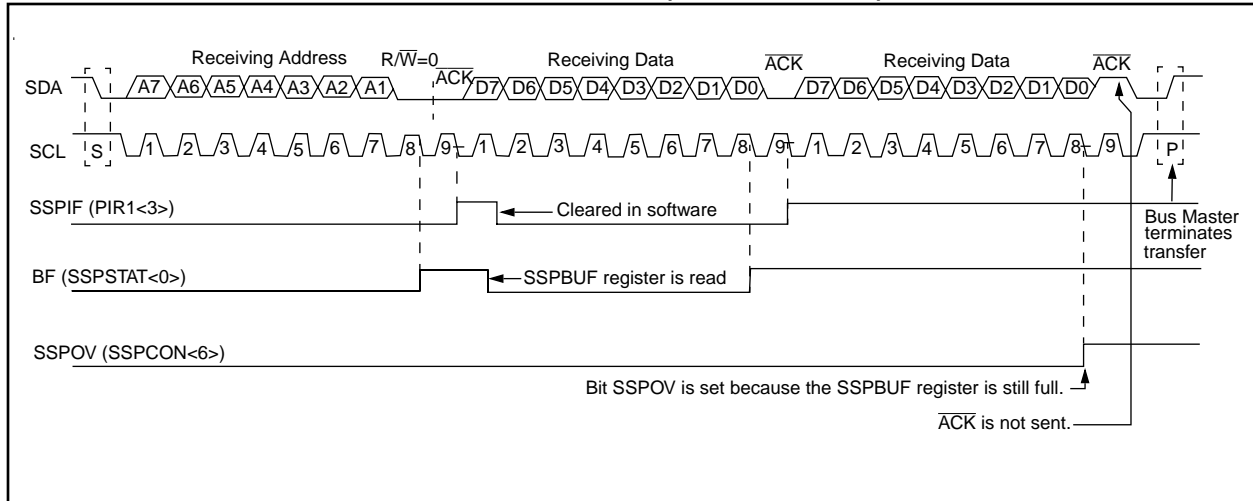 Receiving Address
R/W=0
Receiving Data
ACK
Receiving Data
ACK
ACK
SDA
A7 A6 A5 A4 A3 A2 A1
D7 D6 D5 D4 D3 D2 D1 D0
D7 D6 D5 D4 D3 D2 D1 D0
SCL
S
1 2 3 4 5 6 7 8 9
1 2 3 4 5 6 7 8 9
1 2 3 4 5 6 7 8 9
P
SSPIF (PIR1<3>)
Cleared in software
Bus Master
terminates
transfer
BF (SSPSTAT<0>)
SSPBUF register is read
SSPOV (SSPCON<6>)
Bit SSPOV is set because the SSPBUF register is still full.
ACK is not sent.